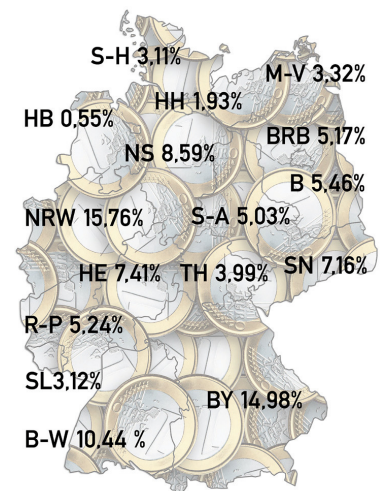 S-H 3,11%
M-V 3,32%
HH 1,93%
HB 0,55%
BRB 5,17%
NS 8,59%
B 5,46%
NRW 15,76%
S-A 5,03%
HE 7,41%
TH 3,99%
SN 7,16%
R-P 5,24%
SL3,12%
BY 14,98%
B-W 10,44 %